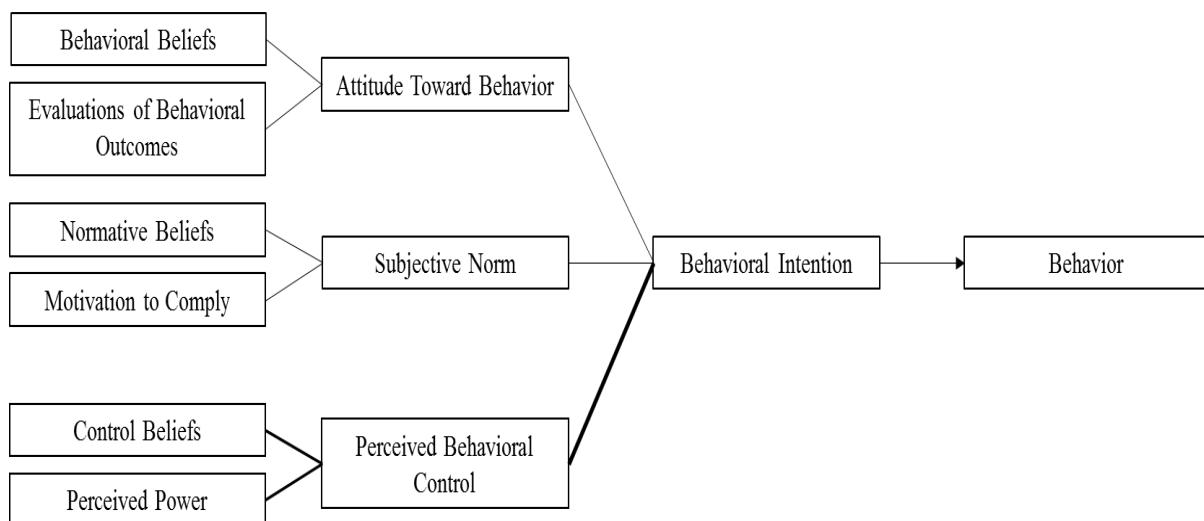 Behavioral Beliefs
Evaluations of Behavioral
Outcomes
Attitude Toward Behavior
Normative Beliefs
Motivation to Comply
Subjective Norm
Behavioral Intention
Behavior
Control Beliefs
Perceived Power
Perceived Behavioral
Control